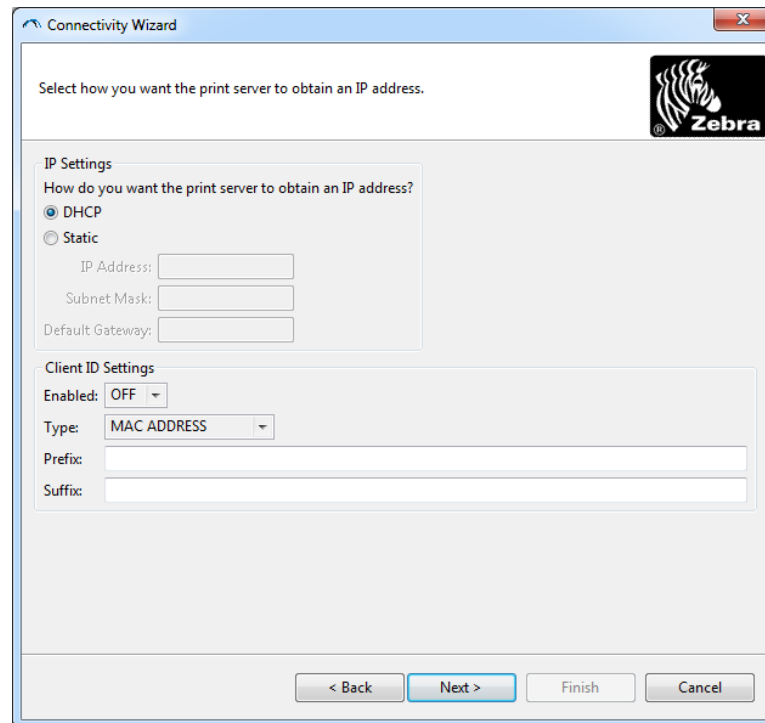 Connectivity Wizard
Select how you want the print server to obtain an IP address.
® Zebra
IP Settings
How do you want the print server to obtain an IP address?
DHCP
Static
IP Address:
Subnet Mask:
Default Gateway:
Client ID Settings
Enabled: OFF
Type: MAC ADDRESS
Prefix:
Suffix:
< Back Next > Finish Cancel